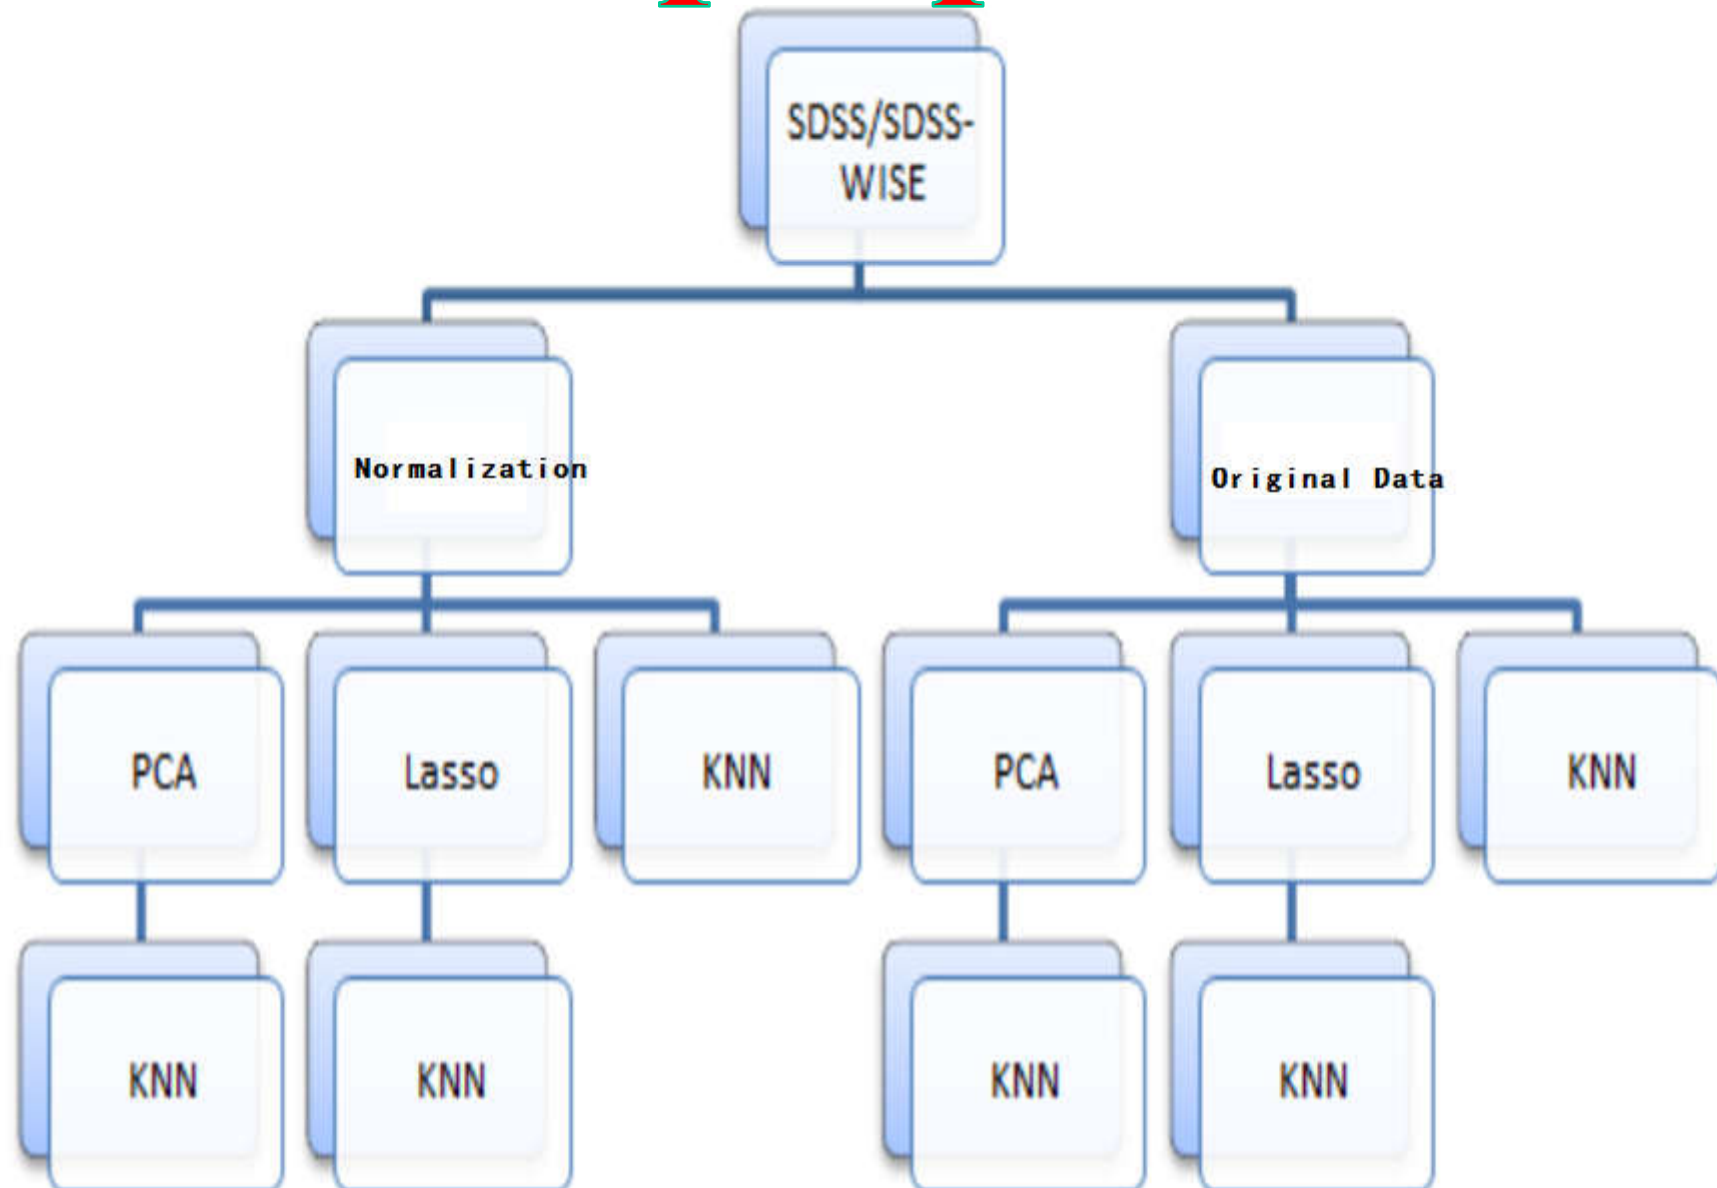 SDSS/SDSS-
WISE
Normalization
Original Data
PCA
Lasso
KNN
PCA
Lasso
KNN
KNN
KNN
KNN
KNN